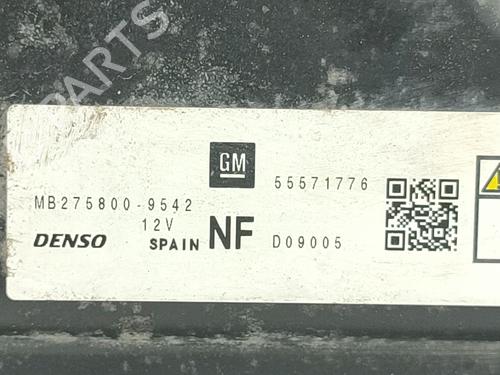 PARTS
GM
55571776
MB275800-9542
12V
DENSO
SPAIN
NF
D09005